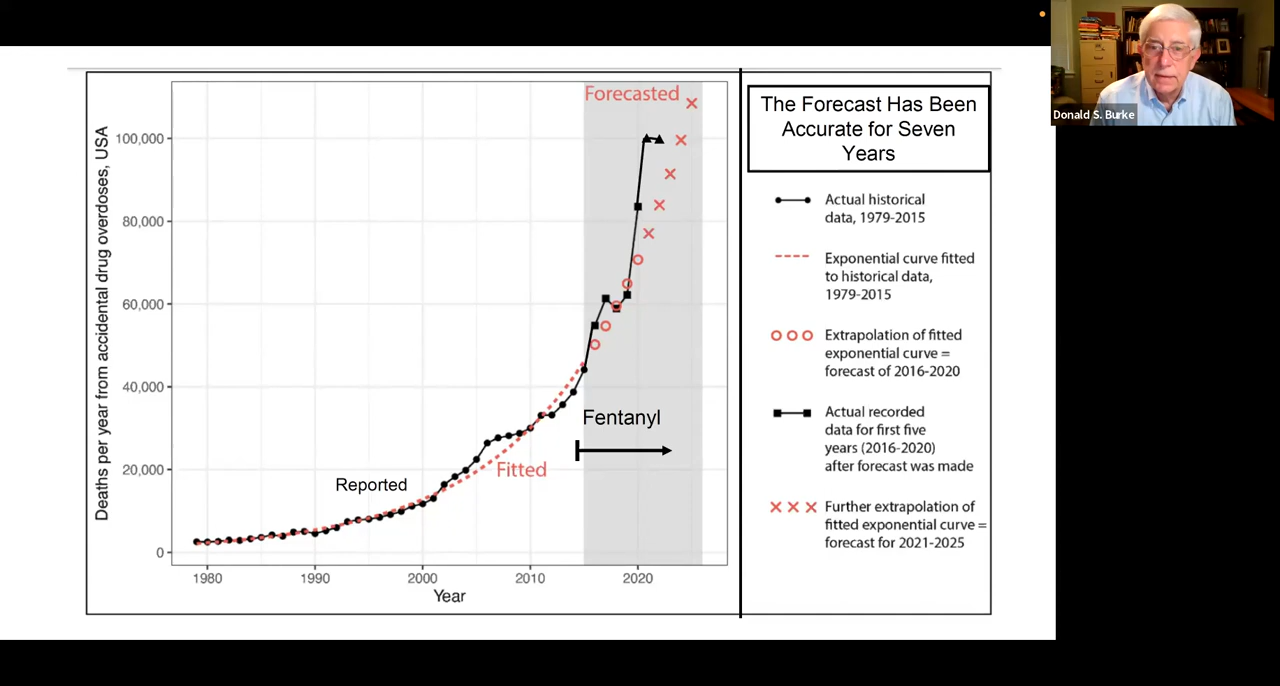 Donald S. Burke
Deaths per year from accidental drug overdoses, USA
100,000
80,000
60,000
40,000
20,000
0
1980
1990
2000
2010
2020
Year
Forecasted
Fentanyl
Fitted
Reported
The Forecast Has Been
Accurate for Seven
Years
Actual historical
data, 1979-2015
Exponential curve fitted
to historical data,
1979-2015
Extrapolation of fitted
exponential curve =
forecast of 2016-2020
Actual recorded
data for first five
years (2016-2020)
after forecast was made
Further extrapolation of
fitted exponential curve =
forecast for 2021-2025